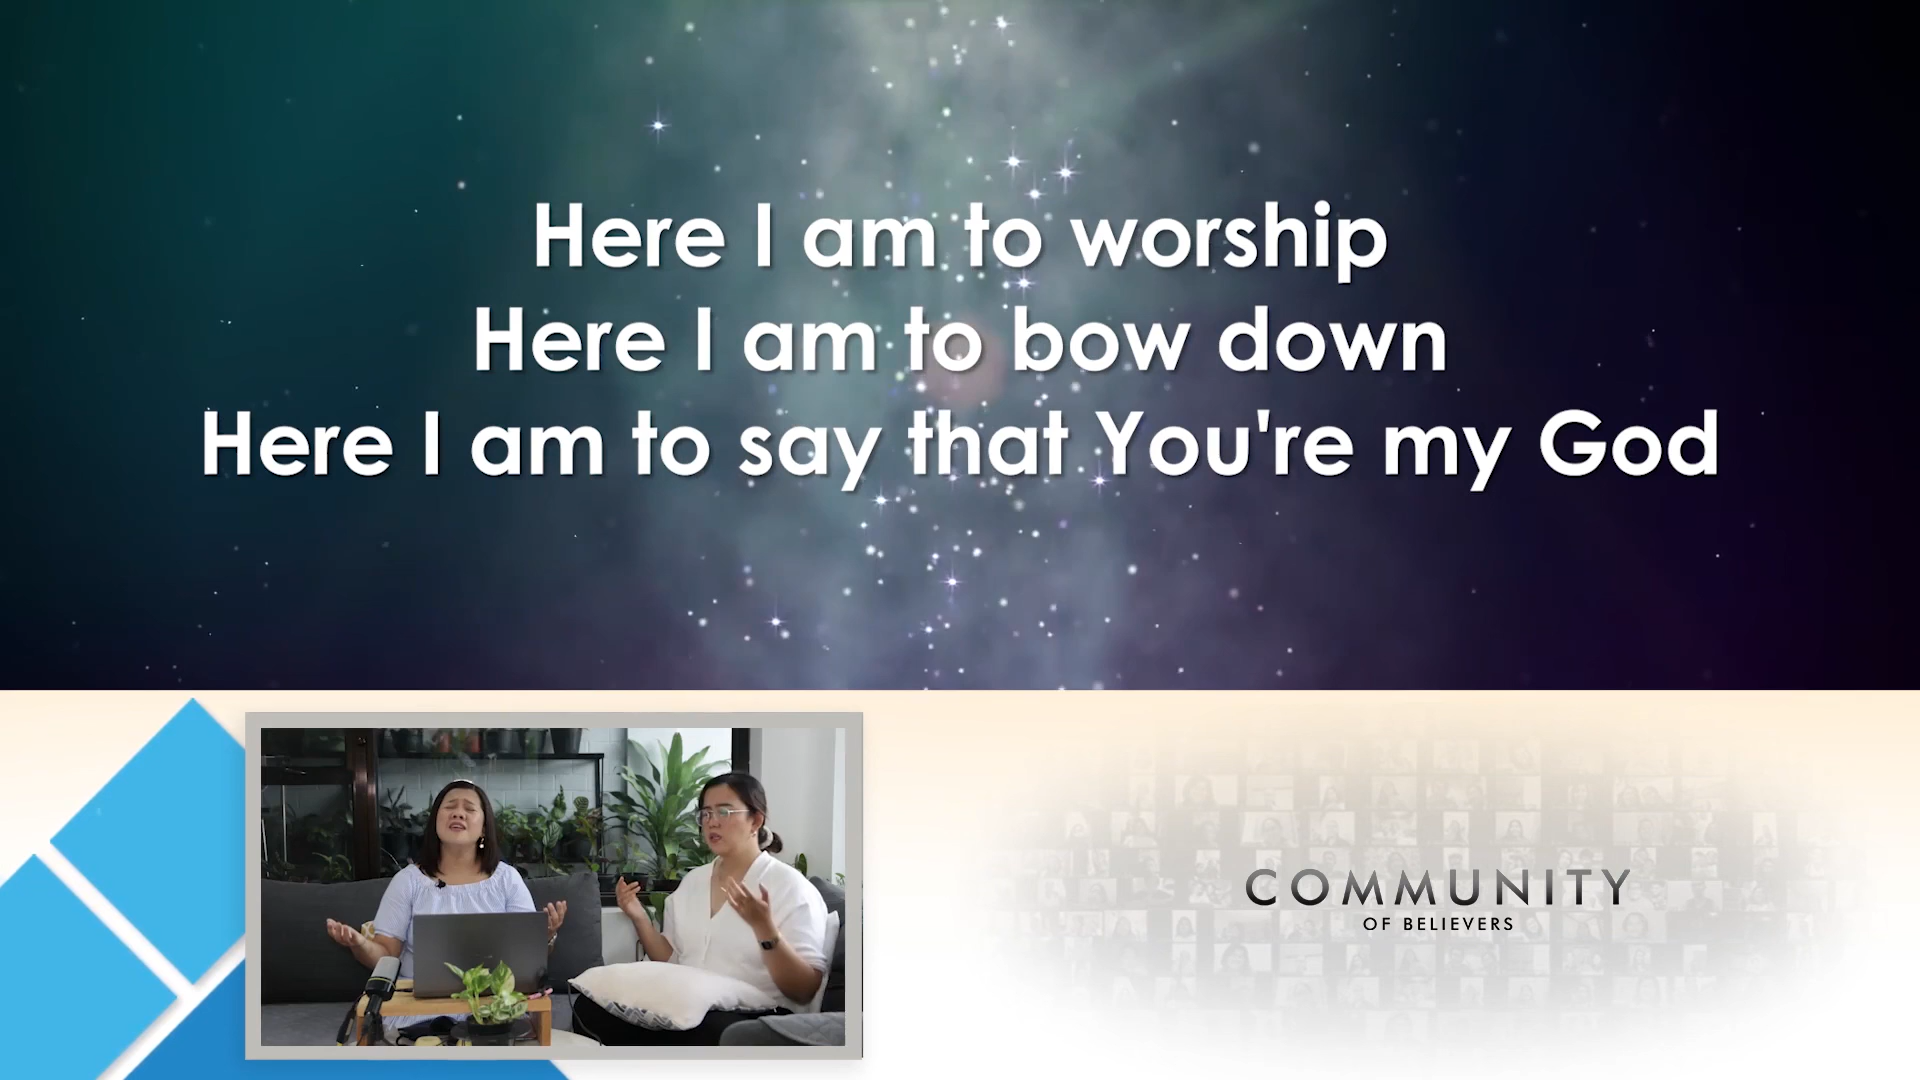 Here I am to worship
Here I am to bow down
Here I am to say that You're my God
COMMUNITY
OF BELIEVERS